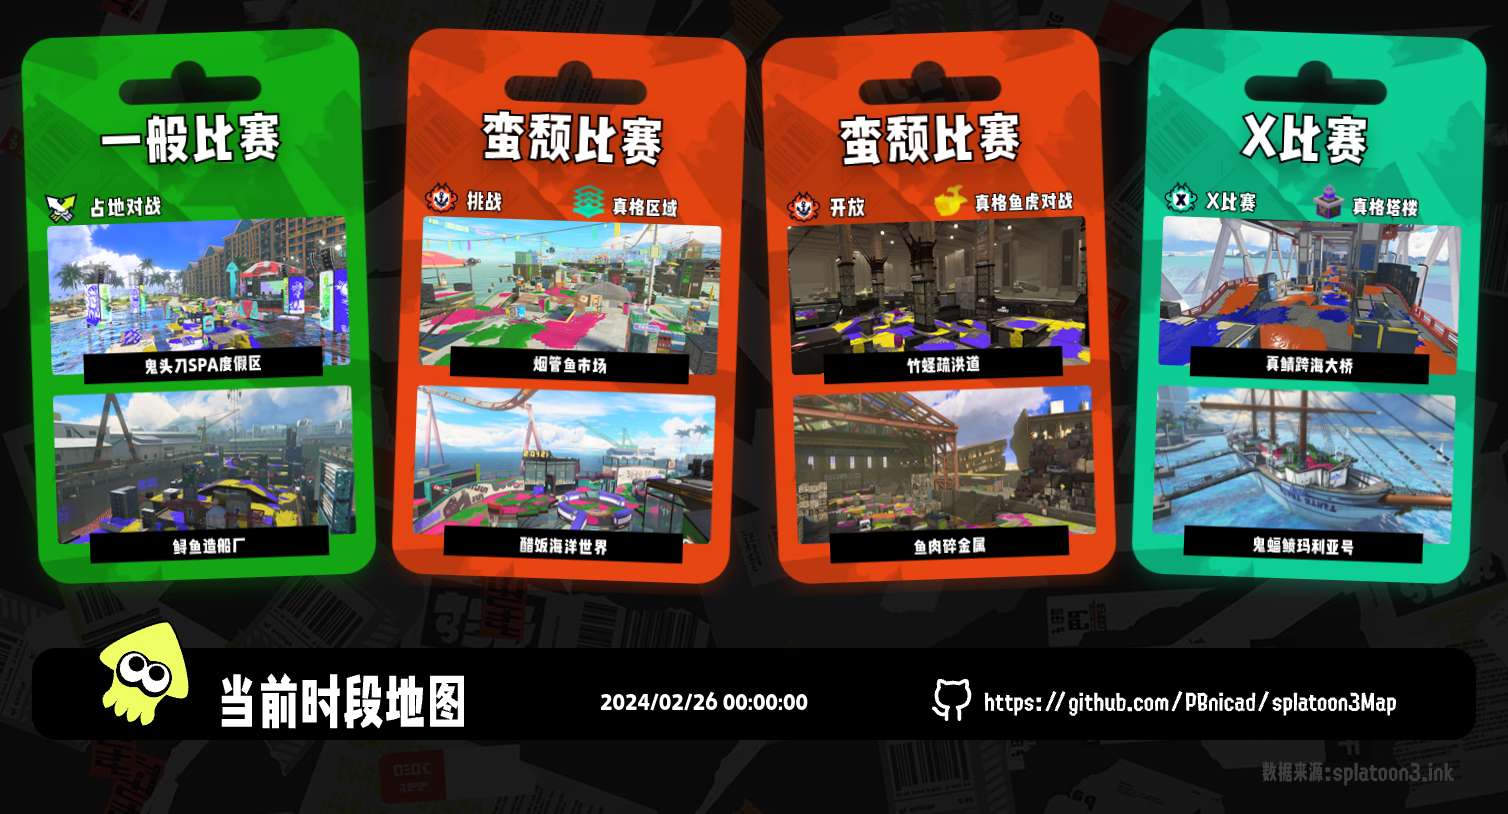 一般比赛
占地对战
鬼头刀SPA度假区
鲟鱼造船厂
蛮颓比赛
挑战
真格区域
烟管鱼市场
醋饭海洋世界
蛮颓比赛
开放
真格鱼虎对战
竹蛏疏洪道
鱼肉碎金属
X比赛
X比赛
真格塔楼
真鲷跨海大桥
鬼蝠鲼玛利亚号
当前时段地图
2024/02/26 00:00:00
https://github.com/PBnicad/splatoon3Map
数据来源:splatoon3.ink